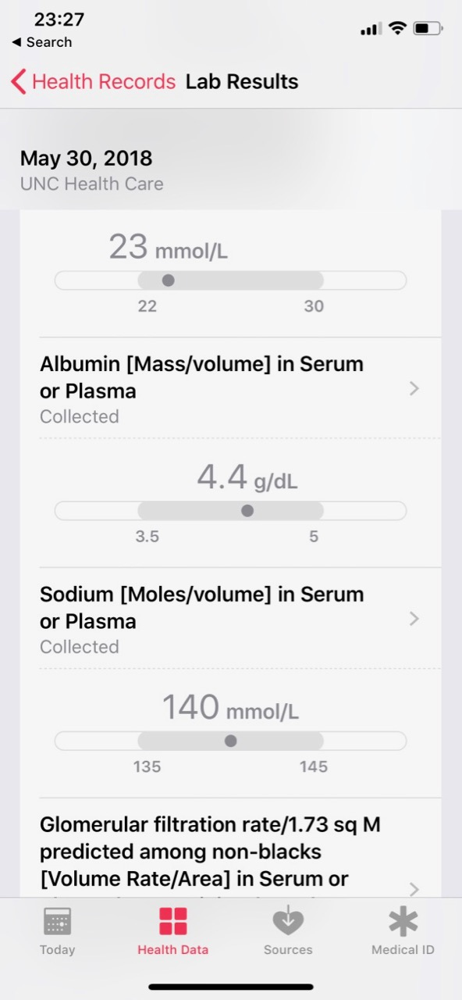 23:27
Search
Health Records Lab Results
May 30, 2018
UNC Health Care
23 mmol/L
22 30
Albumin [Mass/volume] in Serum
or Plasma
Collected
4.4 g/dL
3.5 5
Sodium [Moles/volume] in Serum
or Plasma
Collected
140 mmol/L
135 145
Glomerular filtration rate/1.73 sq M
predicted among non-blacks
[Volume Rate/Area] in Serum or
Today Health Data Sources Medical ID